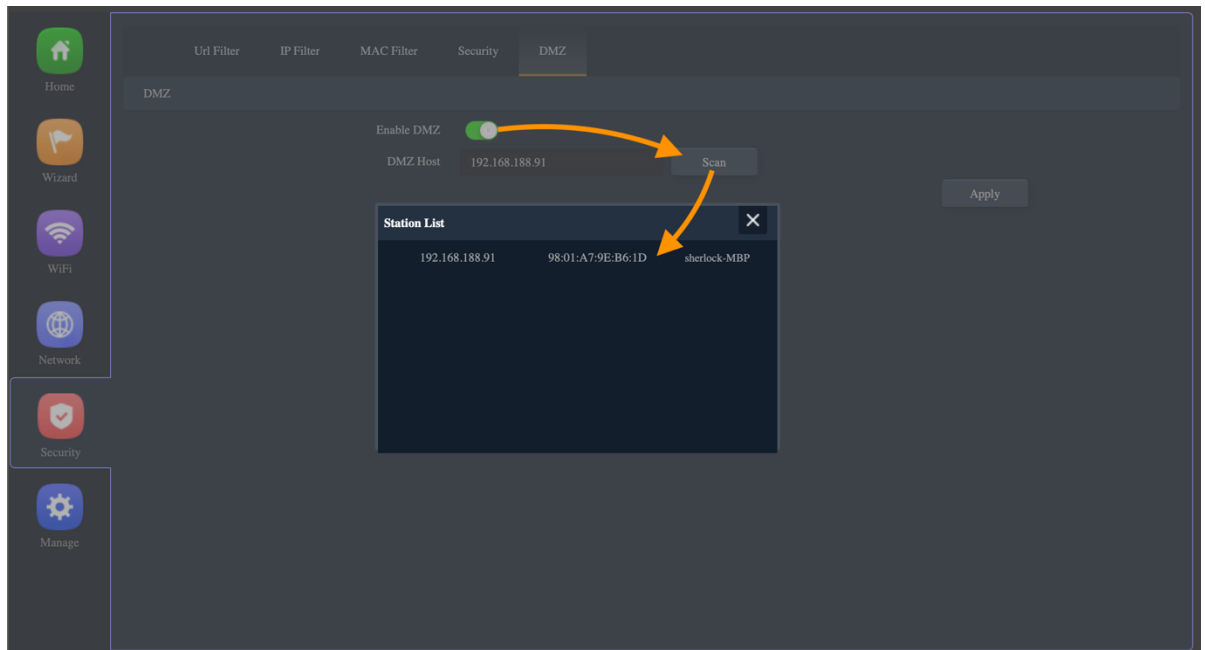 Url Filter IP Filter MAC Filter Security DMZ
Home
DMZ
Enable DMZ
DMZ Host 192.168.188.91 Scan
Wizard
Apply
Station List
192.168.188.91 98:01:A7:9E:B6:1D sherlock-MBP
WiFi
Network
Security
Manage